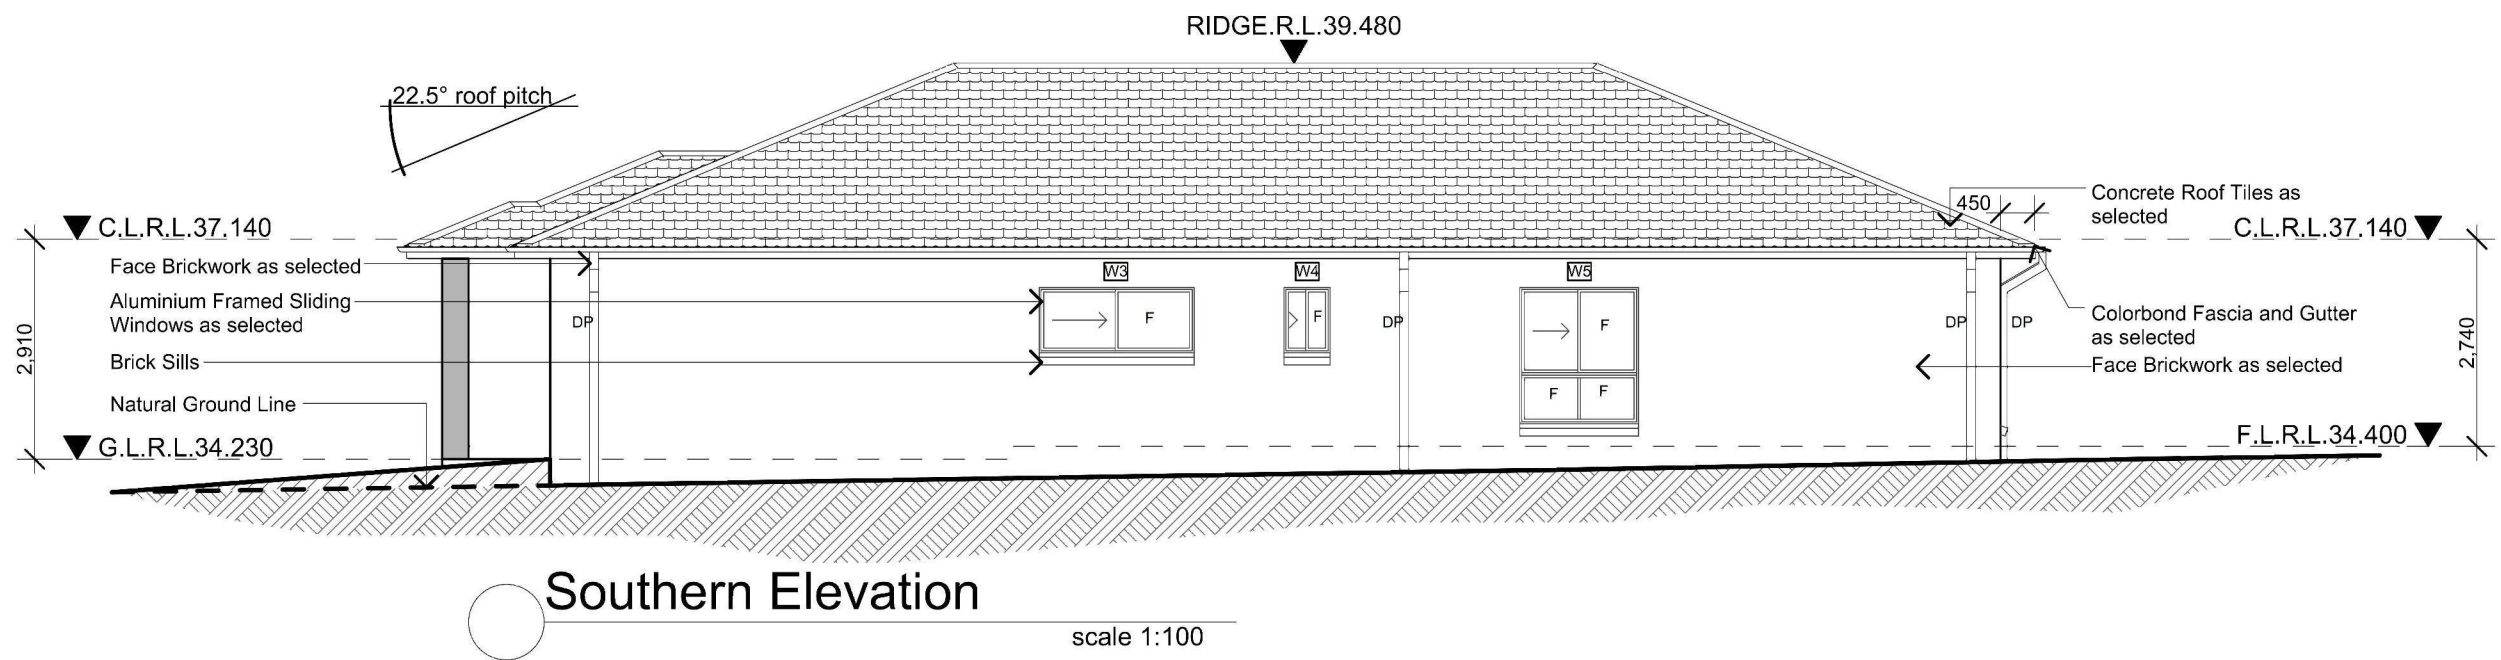 RIDGE.R.L.39.480
22.5° roof pitch
C.L.R.L.37.140
Face Brickwork as selected
Aluminium Framed Sliding
Windows as selected
Brick Sills
Natural Ground Line
G.L.R.L.34.230
2,910
DP
W3
F
W4
F
DP
W5
F
F
F
DP
DP
450
Concrete Roof Tiles as
selected
C.L.R.L.37.140
Colorbond Fascia and Gutter
as selected
Face Brickwork as selected
2,740
F.L.R.L.34.400
Southern Elevation
scale 1:100